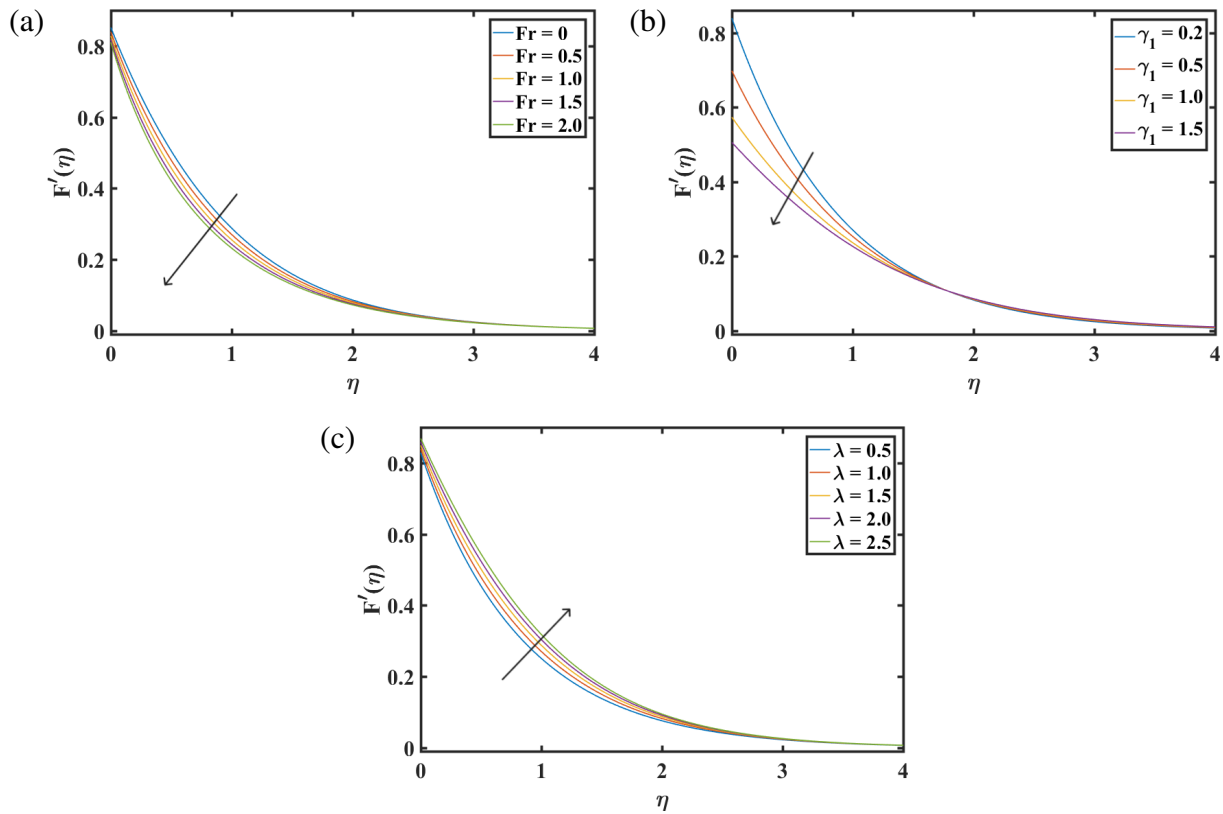 (a)
Fr = 0
Fr = 0.5
Fr = 1.0
Fr = 1.5
Fr = 2.0
0.8
0.6
0.4
0.2
0
F′(η)
0 1 2 3 4
η
(b)
γ₁ = 0.2
γ₁ = 0.5
γ₁ = 1.0
γ₁ = 1.5
0.8
0.6
0.4
0.2
0
F′(η)
0 1 2 3 4
η
(c)
λ = 0.5
λ = 1.0
λ = 1.5
λ = 2.0
λ = 2.5
0.8
0.6
0.4
0.2
0
F′(η)
0 1 2 3 4
η